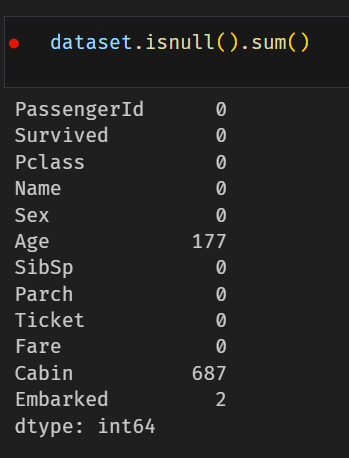 dataset.isnull().sum()
PassengerId 0
Survived 0
Pclass 0
Name 0
Sex 0
Age 177
SibSp 0
Parch 0
Ticket 0
Fare 0
Cabin 687
Embarked 2
dtype: int64